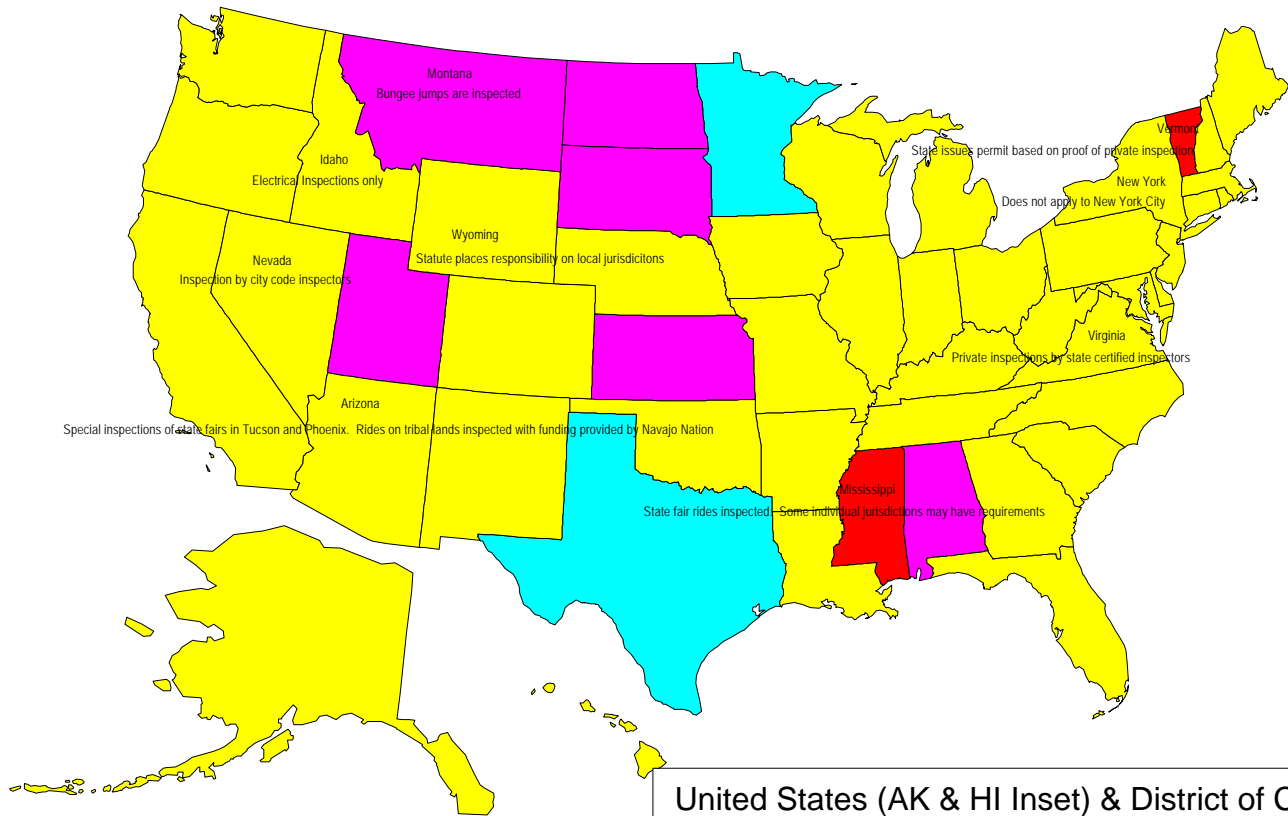 Montana
Bungee jumps are inspected
Vermont
State issues permit based on proof of private inspection
Idaho
Electrical Inspections only
New York
Does not apply to New York City
Wyoming
Statute places responsibility on local jurisdicitons
Nevada
Inspection by city code inspectors
Virginia
Private inspections by state certified inspectors
Arizona
Special inspections of state fairs in Tucson and Phoenix. Rides on tribal lands inspected with funding provided by Navajo Nation
Mississippi
State fair rides inspected. Some individual jurisdictions may have requirements
United States (AK & HI Inset) & District of C